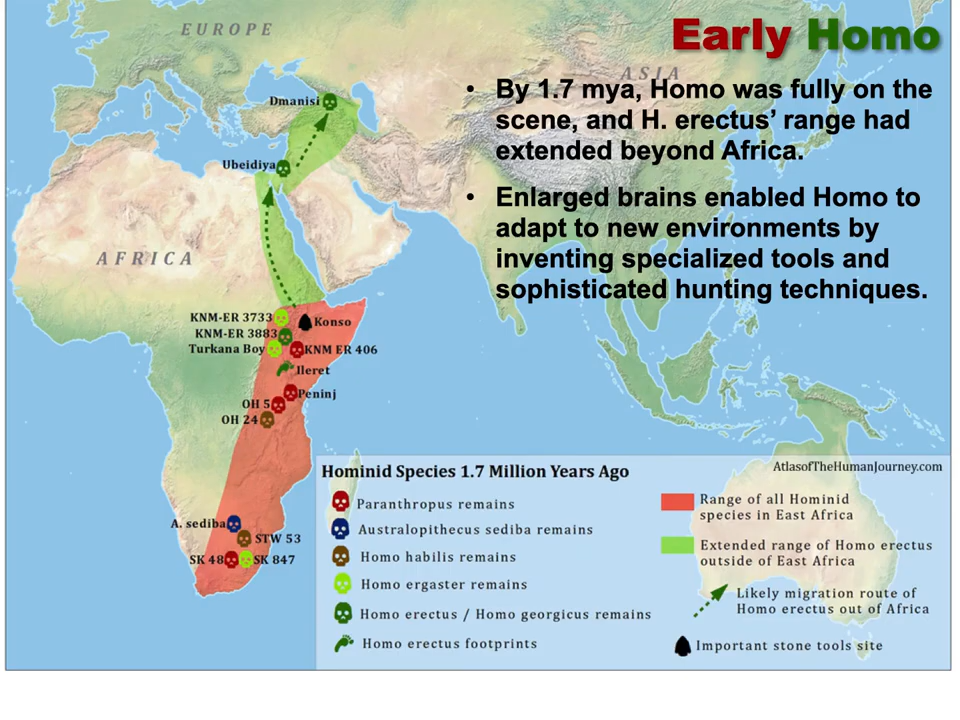 Early Homo
EUROPE
ASIA
• By 1.7 mya, Homo was fully on the
scene, and H. erectus’ range had
extended beyond Africa.
• Enlarged brains enabled Homo to
adapt to new environments by
inventing specialized tools and
sophisticated hunting techniques.
Dmanisi
Ubeidiya
AFRICA
KNM-ER 3733
Konso
KNM-ER 3883
Turkana Boy
KNM ER 406
Ileret
Peninj
OH 5
OH 24
A. sediba
STW 53
SK 48
SK 847
Hominid Species 1.7 Million Years Ago
AtlasofTheHumanJourney.com
Paranthropus remains
Australopithecus sediba remains
Homo habilis remains
Homo ergaster remains
Homo erectus / Homo georgicus remains
Homo erectus footprints
Range of all Hominid
species in East Africa
Extended range of Homo erectus
outside of East Africa
Likely migration route of
Homo erectus out of Africa
Important stone tools site